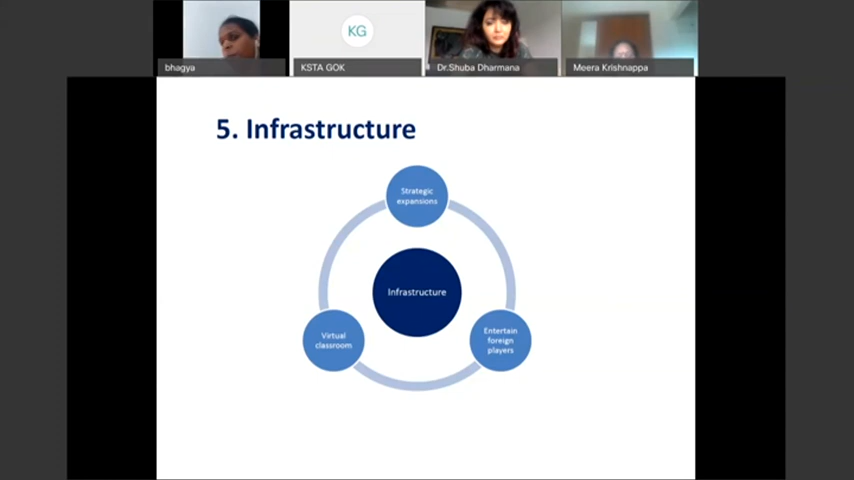 KG
bhagya
KSTA GOK
Dr.Shuba Dharmana
Meera Krishnappa
5. Infrastructure
Strategic
expansions
Infrastructure
Virtual
classroom
Entertain
foreign
players